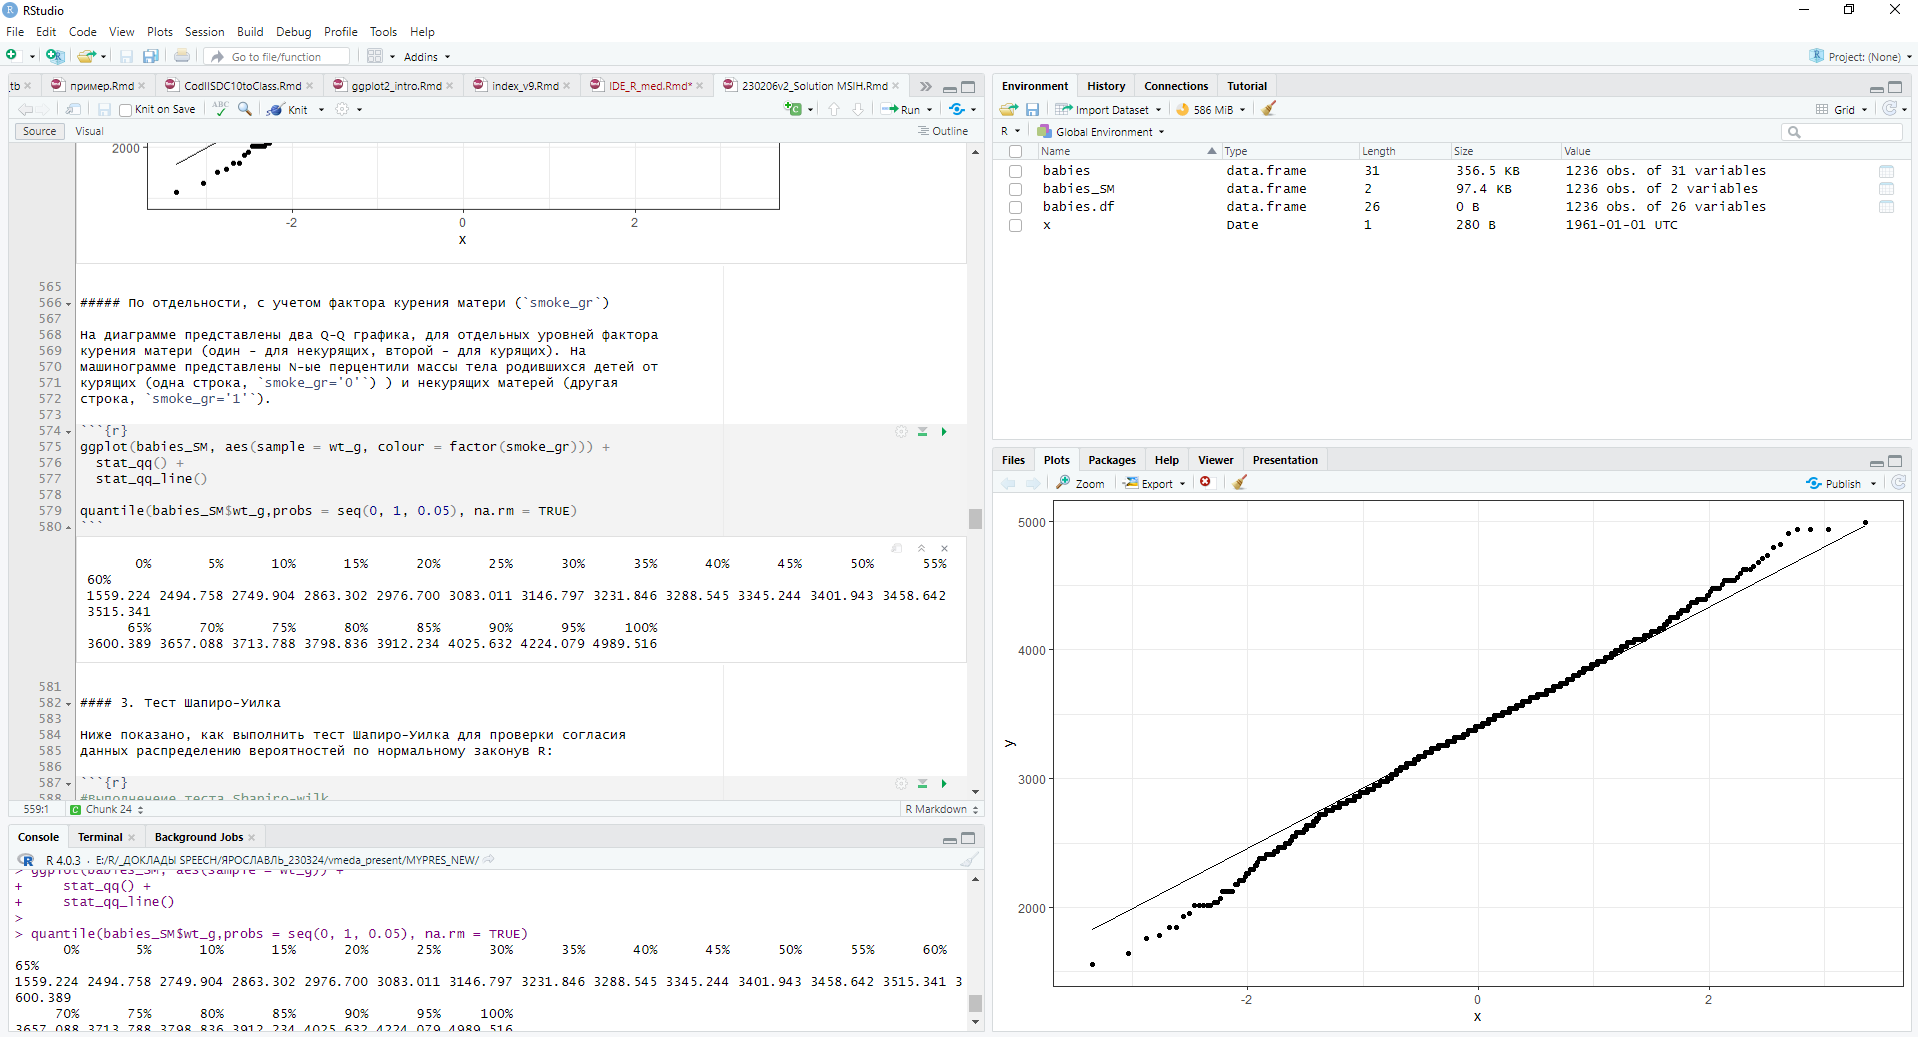 RStudio
File Edit Code View Plots Session Build Debug Profile Tools Help
Go to file/function Addins Project: (None)
.tb пример.Rmd CodIISDC10toClass.Rmd ggplot2_intro.Rmd index_v9.Rmd IDE_R_med.Rmd* 230206v2_Solution MSIH.Rmd
Knit on Save ABC Knit Run
Source Visual Outline
2000
-2 0 2
x
565
566 ##### По отдельности, с учетом фактора курения матери (`smoke_gr`)
567
568 На диаграмме представлены два Q-Q графика, для отдельных уровней фактора
569 курения матери (один - для некурящих, второй - для курящих). На
570 машинограмме представлены N-ые перцентили массы тела родившихся детей от
571 курящих (одна строка, `smoke_gr='0'`) ) и некурящих матерей (другая
572 строка, `smoke_gr='1'`).
573
574 ```{r}
575 ggplot(babies_SM, aes(sample = wt_g, colour = factor(smoke_gr))) +
576 stat_qq() +
577 stat_qq_line()
578
579 quantile(babies_SM$wt_g,probs = seq(0, 1, 0.05), na.rm = TRUE)
580 ```
0% 5% 10% 15% 20% 25% 30% 35% 40% 45% 50% 55%
60%
1559.224 2494.758 2749.904 2863.302 2976.700 3083.011 3146.797 3231.846 3288.545 3345.244 3401.943 3458.642
3515.341
65% 70% 75% 80% 85% 90% 95% 100%
3600.389 3657.088 3713.788 3798.836 3912.234 4025.632 4224.079 4989.516
581
582 #### 3. Тест Шапиро-Уилка
583
584 Ниже показано, как выполнить тест Шапиро-Уилка для проверки согласия
585 данных распределению вероятностей по нормальному законув R:
586
587 ```{r}
588 #Выполненеие теста Shapiro-Wilk
559:1 Chunk 24 R Markdown
Console Terminal Background Jobs
R 4.0.3 · E:/R/_ДОКЛАДЫ SPEECH/ЯРОСЛАВЛЬ_230324/vmeda_present/MYPRES_NEW/
> ggplot(babies_SM, aes(sample = wt_g)) +
+ stat_qq() +
+ stat_qq_line()
>
> quantile(babies_SM$wt_g,probs = seq(0, 1, 0.05), na.rm = TRUE)
0% 5% 10% 15% 20% 25% 30% 35% 40% 45% 50% 55% 60%
65%
1559.224 2494.758 2749.904 2863.302 2976.700 3083.011 3146.797 3231.846 3288.545 3345.244 3401.943 3458.642 3515.341 3
600.389
70% 75% 80% 85% 90% 95% 100%
3657.088 3713.788 3798.836 3912.234 4025.632 4224.079 4989.516
Environment History Connections Tutorial
Import Dataset 586 MiB Grid
R Global Environment
Name Type Length Size Value
babies data.frame 31 356.5 KB 1236 obs. of 31 variables
babies_SM data.frame 2 97.4 KB 1236 obs. of 2 variables
babies.df data.frame 26 0 B 1236 obs. of 26 variables
x Date 1 280 B 1961-01-01 UTC
Files Plots Packages Help Viewer Presentation
Zoom Export Publish
5000
4000
y
3000
2000
-2 0 2
x